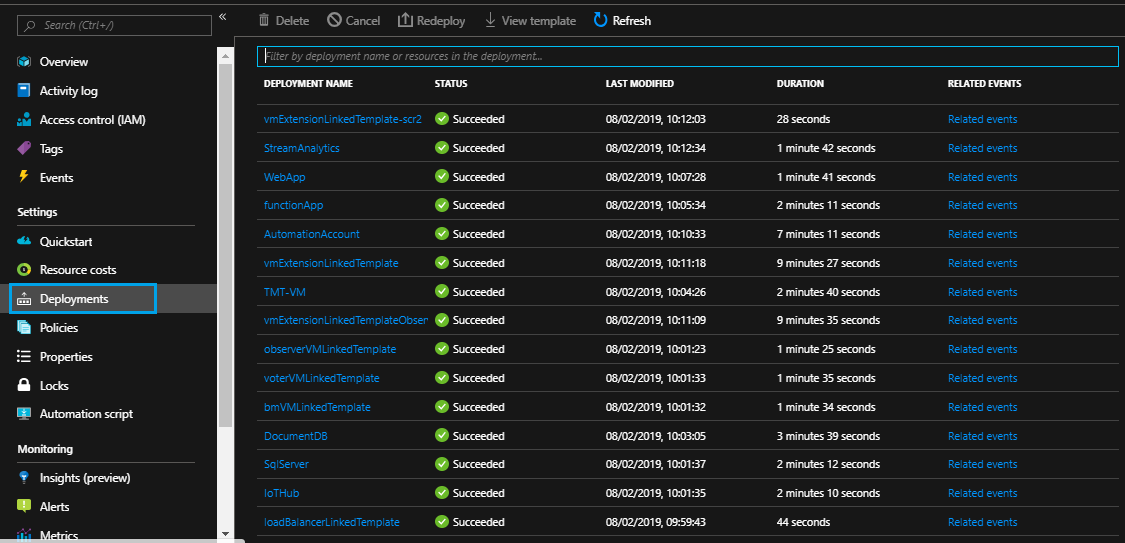 Search (Ctrl+/)
«
Overview
Activity log
Access control (IAM)
Tags
Events
Settings
Quickstart
Resource costs
Deployments
Policies
Properties
Locks
Automation script
Monitoring
Insights (preview)
Alerts
Metrics
Delete Cancel Redeploy View template Refresh
Filter by deployment name or resources in the deployment...
DEPLOYMENT NAME STATUS LAST MODIFIED DURATION RELATED EVENTS
vmExtensionLinkedTemplate-scr2 Succeeded 08/02/2019, 10:12:03 28 seconds Related events
StreamAnalytics Succeeded 08/02/2019, 10:12:34 1 minute 42 seconds Related events
WebApp Succeeded 08/02/2019, 10:07:28 1 minute 41 seconds Related events
functionApp Succeeded 08/02/2019, 10:05:34 2 minutes 11 seconds Related events
AutomationAccount Succeeded 08/02/2019, 10:10:33 7 minutes 11 seconds Related events
vmExtensionLinkedTemplate Succeeded 08/02/2019, 10:11:18 9 minutes 27 seconds Related events
TMT-VM Succeeded 08/02/2019, 10:04:26 2 minutes 40 seconds Related events
vmExtensionLinkedTemplateObser Succeeded 08/02/2019, 10:11:09 9 minutes 35 seconds Related events
observerVMLinkedTemplate Succeeded 08/02/2019, 10:01:23 1 minute 25 seconds Related events
voterVMLinkedTemplate Succeeded 08/02/2019, 10:01:33 1 minute 35 seconds Related events
bmVMLinkedTemplate Succeeded 08/02/2019, 10:01:32 1 minute 34 seconds Related events
DocumentDB Succeeded 08/02/2019, 10:03:05 3 minutes 39 seconds Related events
SqlServer Succeeded 08/02/2019, 10:01:37 2 minutes 12 seconds Related events
IoTHub Succeeded 08/02/2019, 10:01:35 2 minutes 10 seconds Related events
loadBalancerLinkedTemplate Succeeded 08/02/2019, 09:59:43 44 seconds Related events